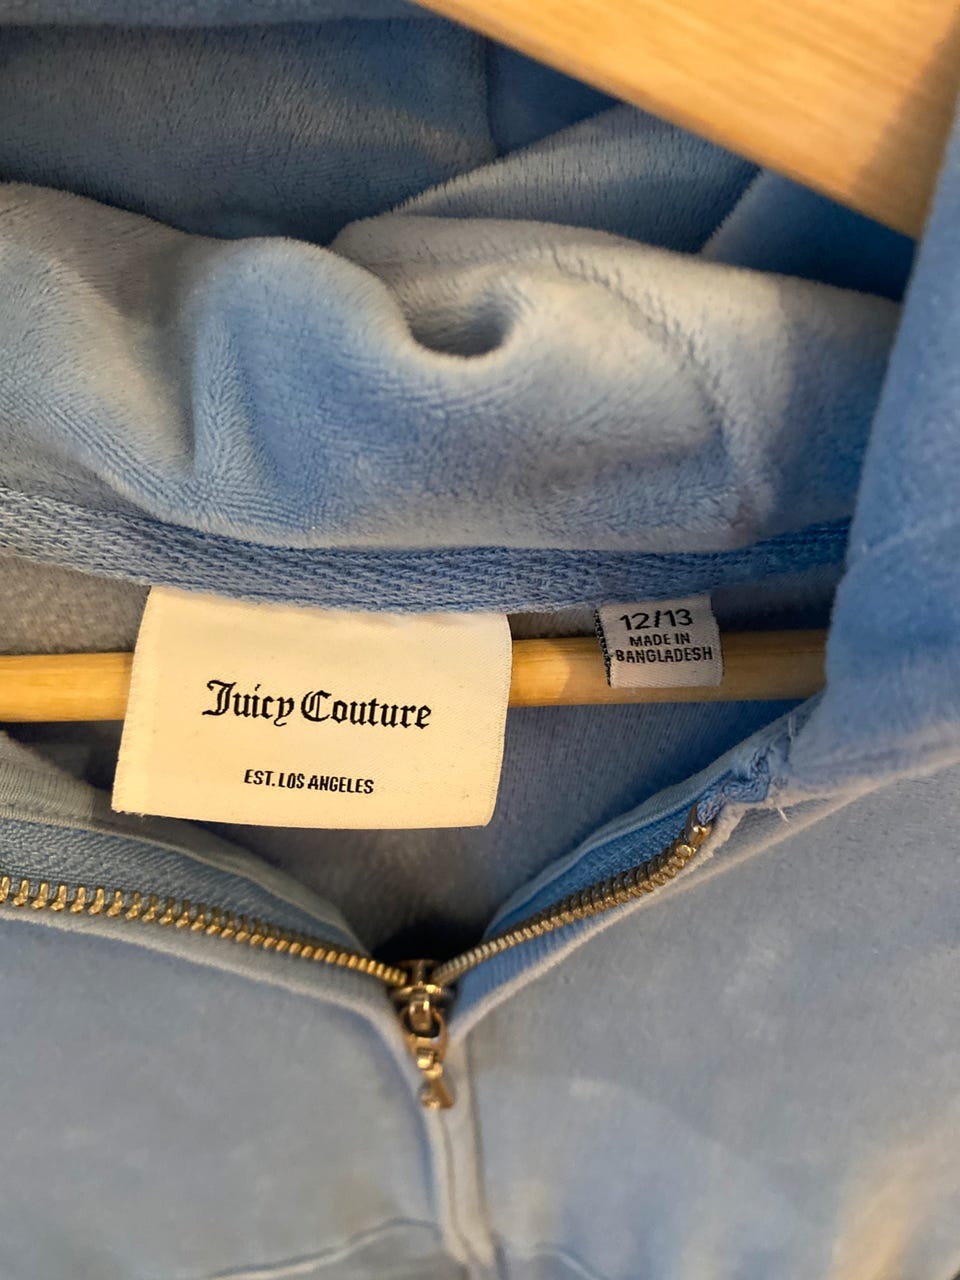 Juicy Couture
EST. LOS ANGELES
12/13
MADE IN
BANGLADESH